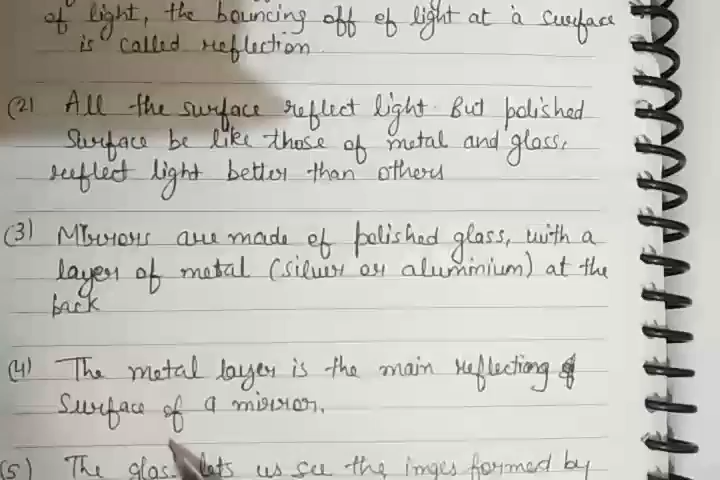 of light, the bouncing off of light at a surface
is called reflection
(2) All the surface reflect light. But polished
Surface be like those of metal and glass,
reflect light better than others
(3) Mirrors are made of polished glass, with a
layer of metal (silver or aluminium) at the
back
(4) The metal layer is the main reflecting
Surface of a mirror.
(5) The glass lets us see the imges formed by